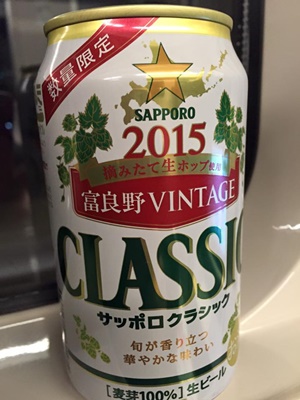 数量限定
SAPPORO
2015
摘みたて生ホップ使用
富良野VINTAGE
CLASSIC
サッポロクラシック
旬が香り立つ
華やかな味わい
[麦芽100%]生ビール